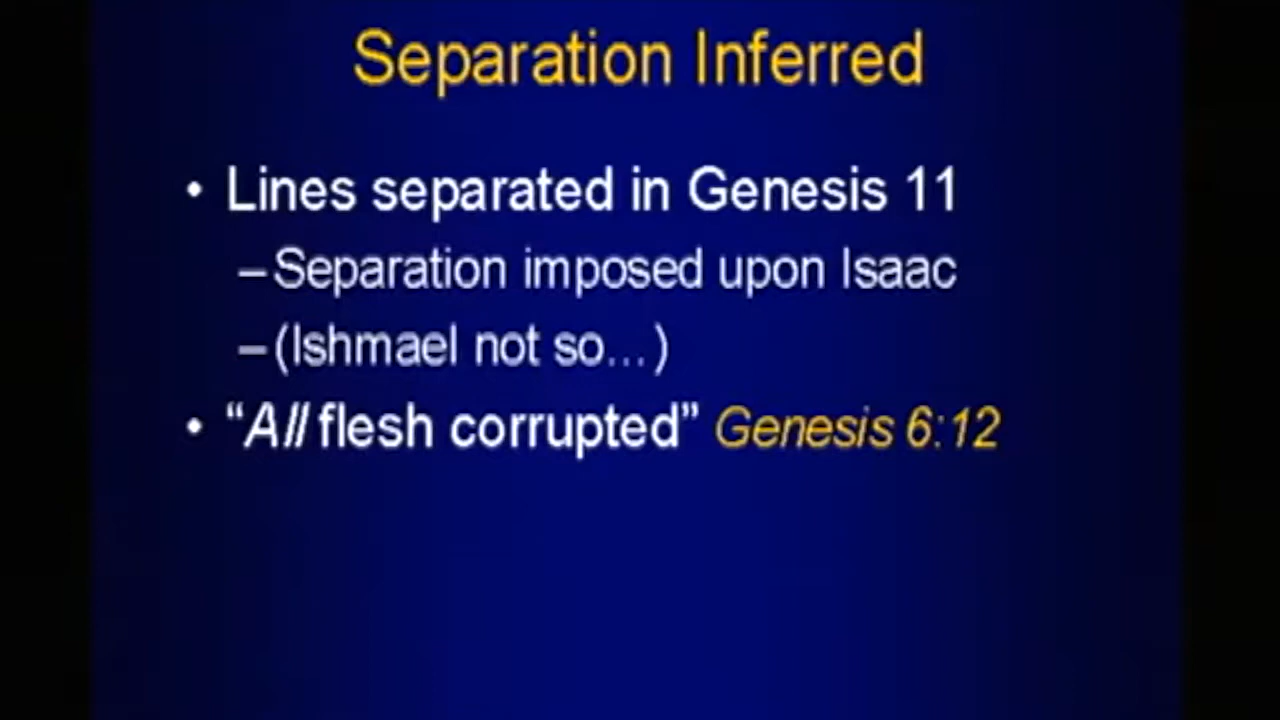 Separation Inferred
• Lines separated in Genesis 11
–Separation imposed upon Isaac
–(Ishmael not so...)
• “All flesh corrupted” Genesis 6:12